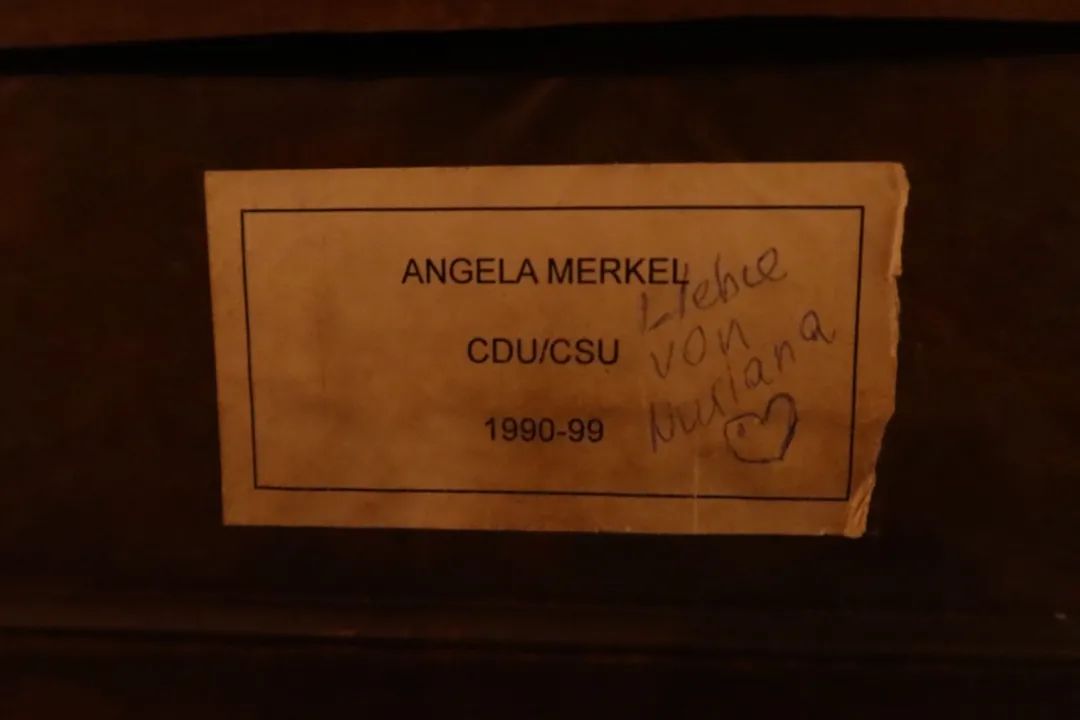 ANGELA MERKEL
CDU/CSU
1990-99
Liebe
von